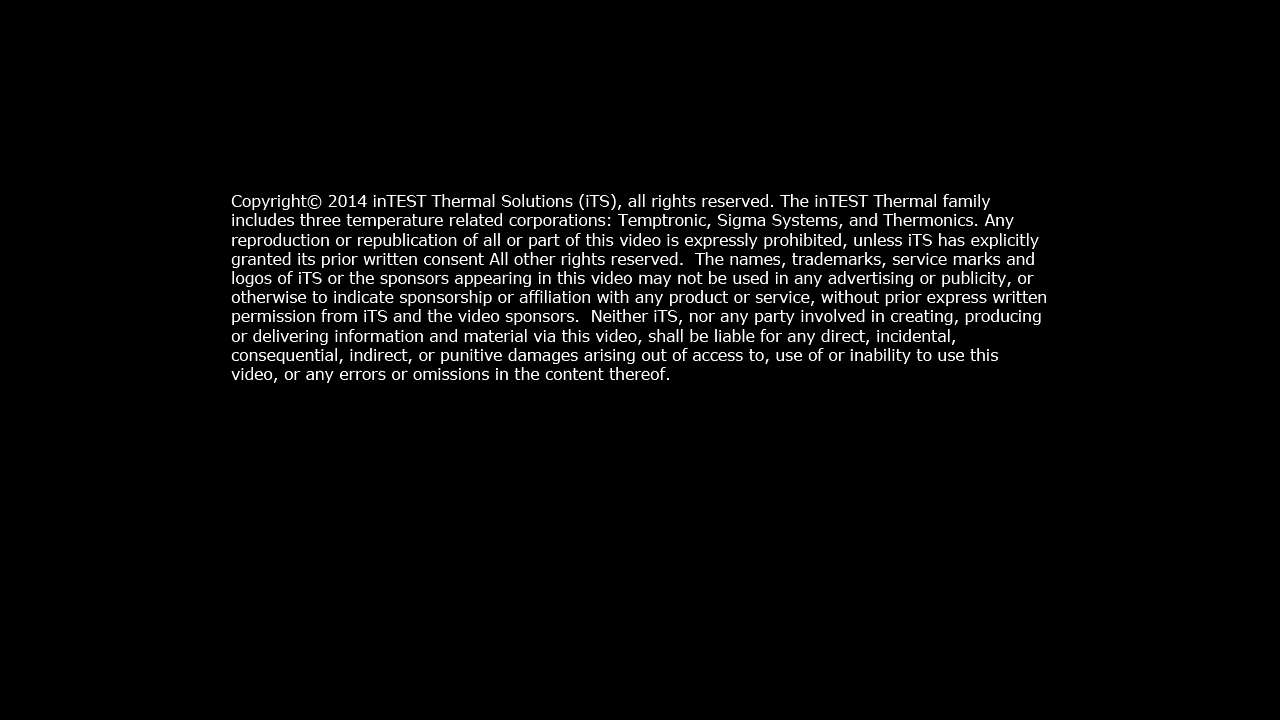 Copyright© 2014 inTEST Thermal Solutions (iTS), all rights reserved. The inTEST Thermal family
includes three temperature related corporations: Temptronic, Sigma Systems, and Thermonics. Any
reproduction or republication of all or part of this video is expressly prohibited, unless iTS has explicitly
granted its prior written consent All other rights reserved.  The names, trademarks, service marks and
logos of iTS or the sponsors appearing in this video may not be used in any advertising or publicity, or
otherwise to indicate sponsorship or affiliation with any product or service, without prior express written
permission from iTS and the video sponsors.  Neither iTS, nor any party involved in creating, producing
or delivering information and material via this video, shall be liable for any direct, incidental,
consequential, indirect, or punitive damages arising out of access to, use of or inability to use this
video, or any errors or omissions in the content thereof.